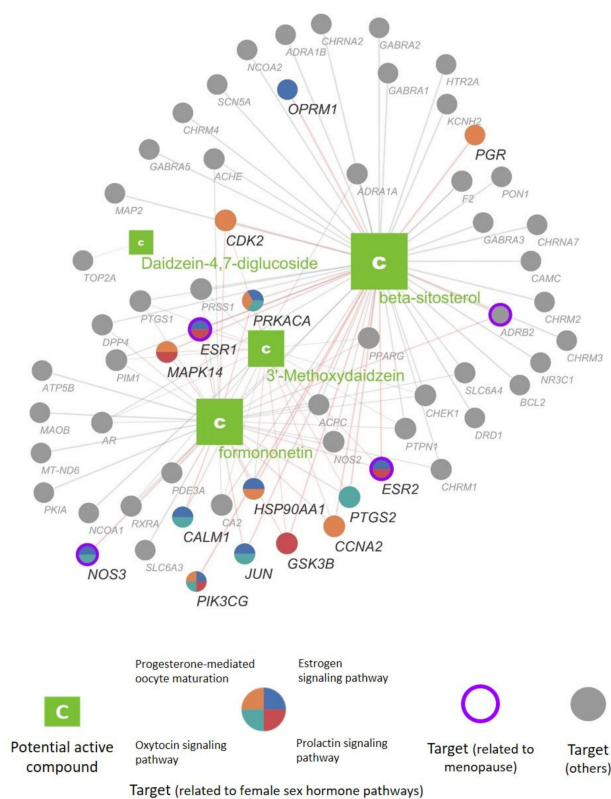 CHRNA2
GABRA2
ADRA1B
NCOA2
HTR2A
GABRA1
SCN5A
OPRM1
KCNH2
CHRM4
PGR
GABRA5
ACHE
ADRA1A
F2
PON1
MAP2
CDK2
GABRA3
CHRNA7
C
C
Daidzein-4,7-diglucoside
TOP2A
CAMC
beta-sitosterol
PTGS1
PRSS1
PRKACA
CHRM2
DPP4
ESR1
ADRB2
C
PPARG
CHRM3
PIM1
MAPK14
3'-Methoxydaidzein
NR3C1
ATP5B
SLC6A4
BCL2
C
ACPC
CHEK1
MAOB
AR
DRD1
formononetin
NOS2
PTPN1
MT-ND6
ESR2
CHRM1
PDE3A
PKIA
HSP90AA1
PTGS2
NCOA1
RXRA
CA2
CALM1
CCNA2
NOS3
SLC6A3
JUN
GSK3B
PIK3CG
Progesterone-mediated
oocyte maturation
Estrogen
signaling pathway
C
Potential active
compound
Oxytocin signaling
pathway
Prolactin signaling
pathway
Target (related to female sex hormone pathways)
Target (related to
menopause)
Target
(others)